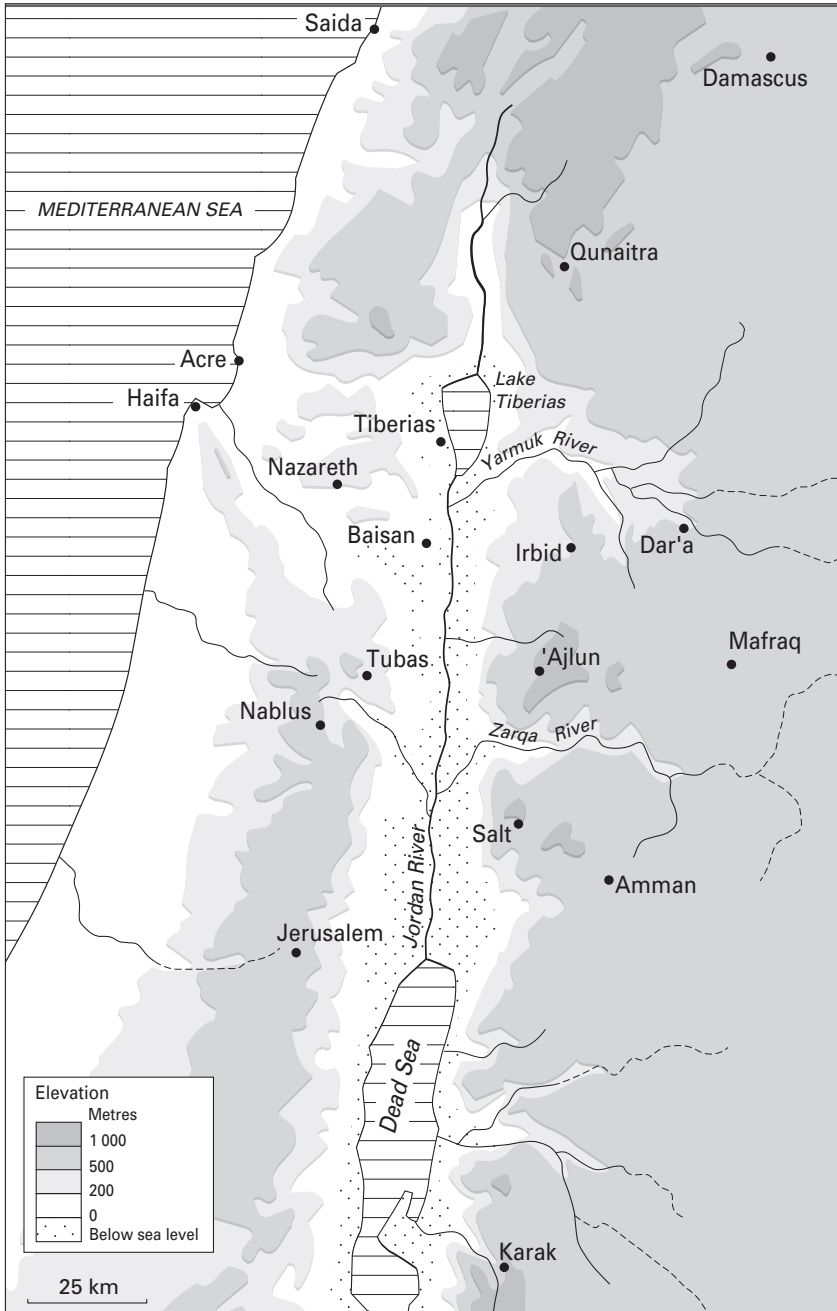 Saida
Damascus
MEDITERRANEAN SEA
Qunaitra
Acre
Lake
Tiberias
Haifa
Tiberias
Yarmuk River
Nazareth
Baisan
Irbid
Dar'a
Tubas
'Ajlun
Mafraq
Nablus
Zarqa River
Salt
Jordan River
Amman
Jerusalem
Dead Sea
Elevation
Metres
1 000
500
200
0
Below sea level
Karak
25 km